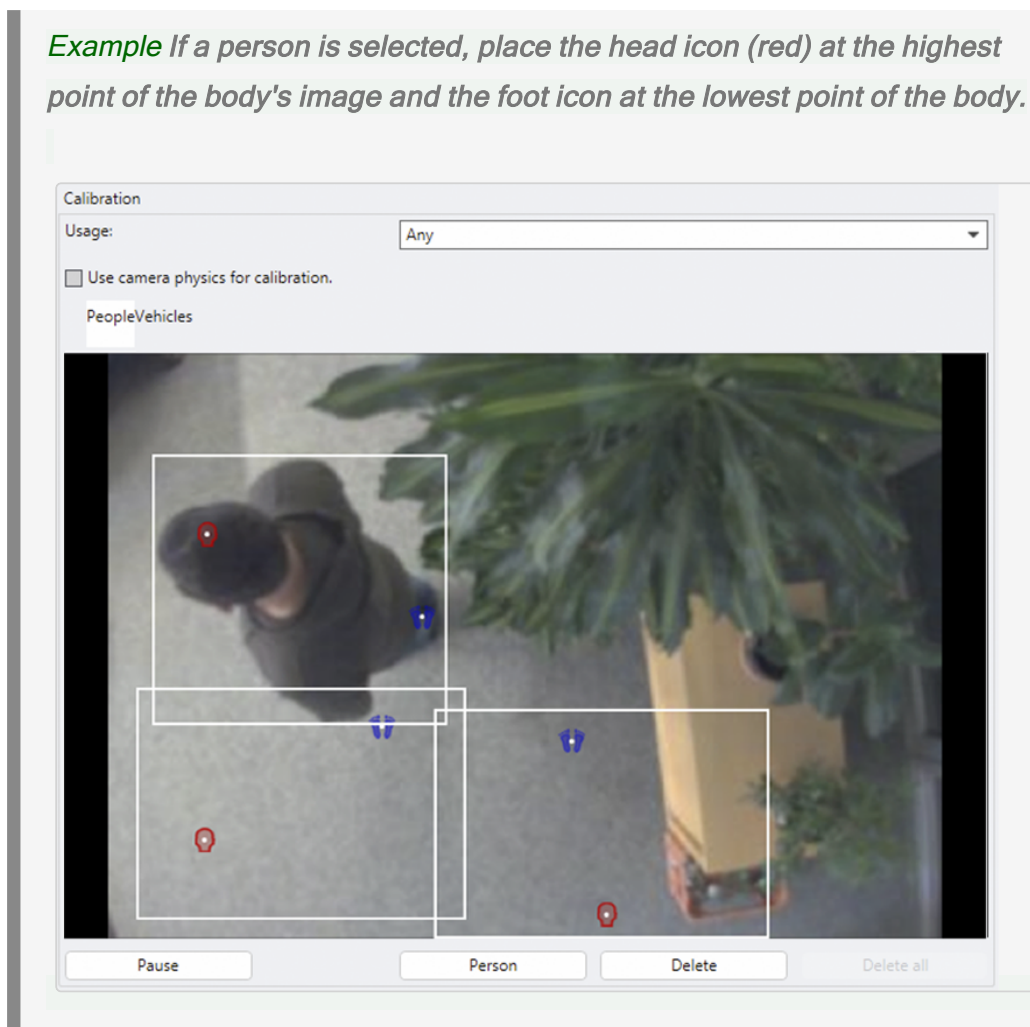 Example If a person is selected, place the head icon (red) at the highest
point of the body's image and the foot icon at the lowest point of the body.
Calibration
Usage:
Any
Use camera physics for calibration.
PeopleVehicles
Pause
Person
Delete
Delete all